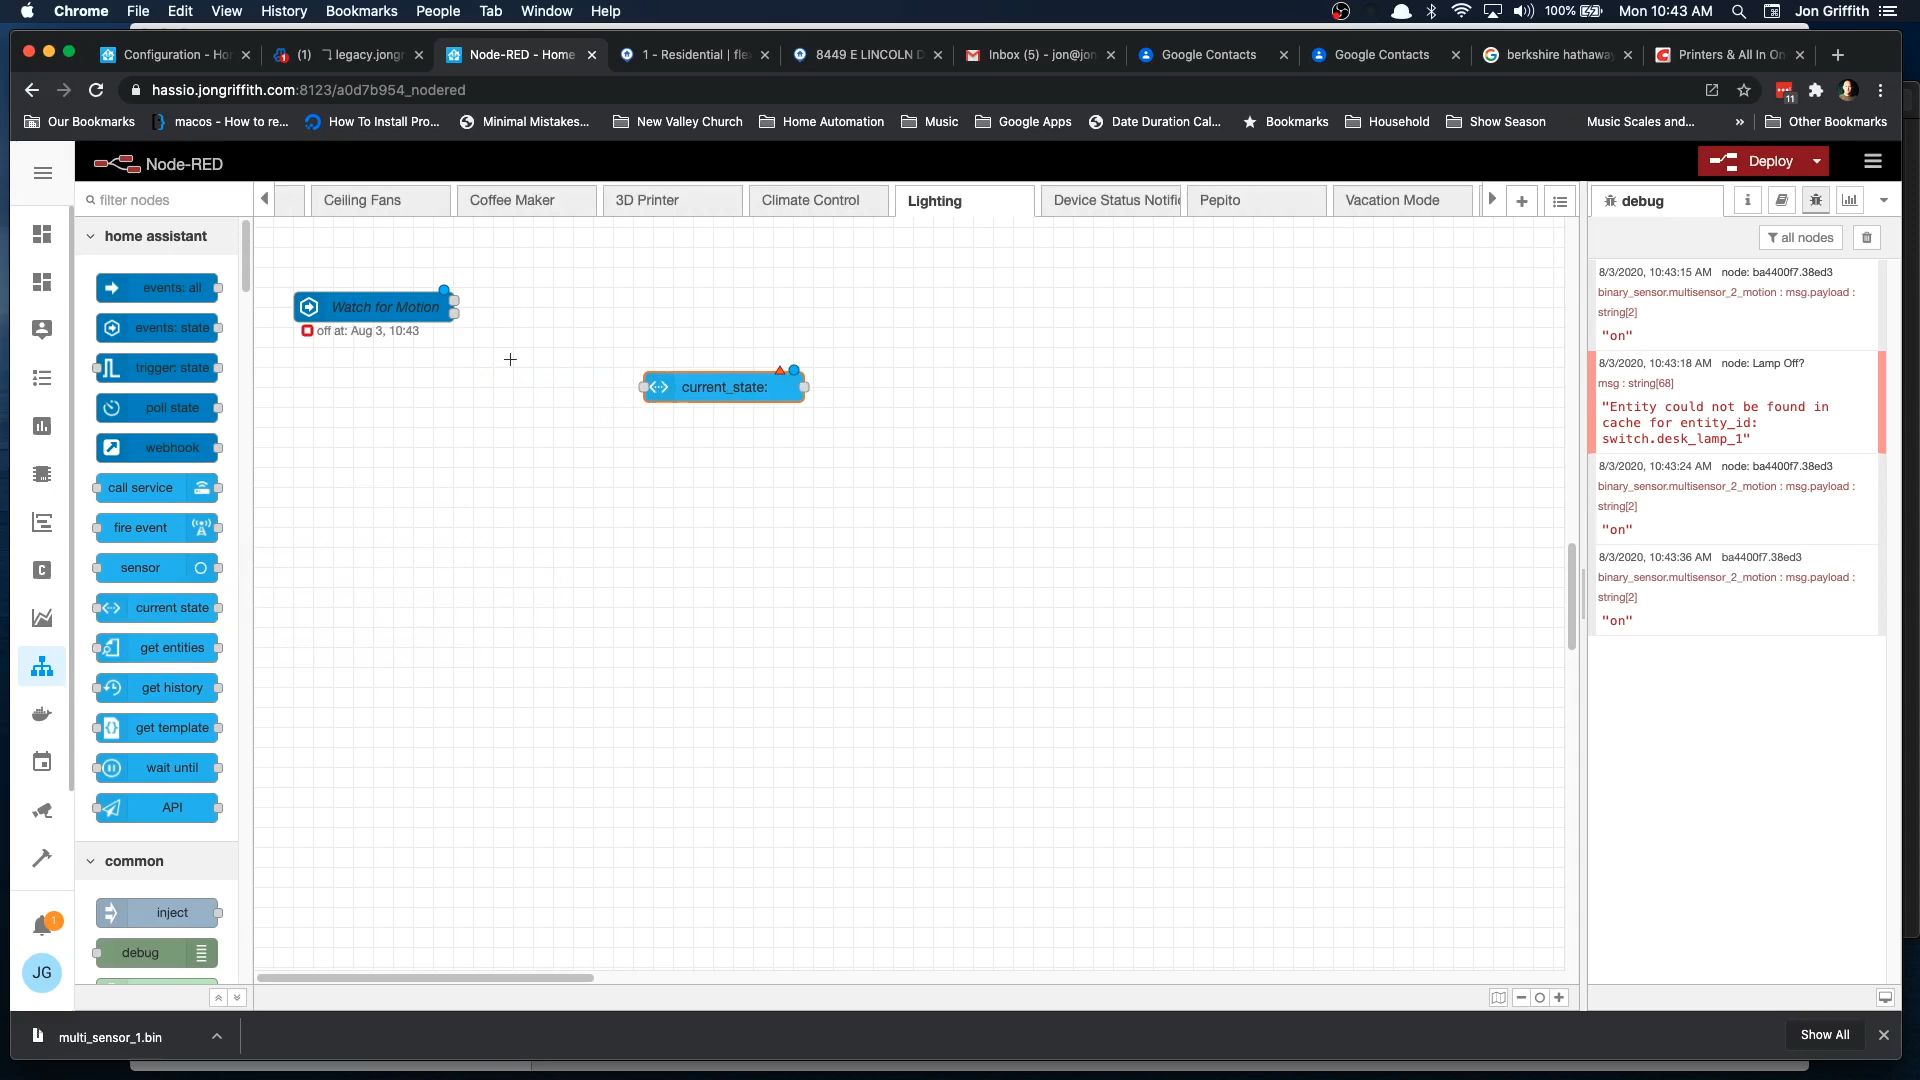 Chrome File Edit View History Bookmarks People Tab Window Help
100% Mon 10:43 AM Jon Griffith
Configuration - Hor
(1) legacy.jongr
Node-RED - Home
1 - Residential | fle
8449 E LINCOLN D
Inbox (5) - jon@jon
Google Contacts
Google Contacts
berkshire hathaway
Printers & All In On
hassio.jongriffith.com:8123/a0d7b954_nodered
11
Our Bookmarks
macos - How to re...
How To Install Pro...
Minimal Mistakes...
New Valley Church
Home Automation
Music
Google Apps
Date Duration Cal...
Bookmarks
Household
Show Season
Music Scales and...
»
Other Bookmarks
Node-RED
Deploy
filter nodes
Ceiling Fans
Coffee Maker
3D Printer
Climate Control
Lighting
Device Status Notifi
Pepito
Vacation Mode
debug
i
all nodes
home assistant
events: all
events: state
trigger: state
poll state
webhook
call service
fire event
sensor
current state
get entities
get history
get template
wait until
API
common
inject
debug
C
1
JG
Watch for Motion
off at: Aug 3, 10:43
current_state:
8/3/2020, 10:43:15 AM node: ba4400f7.38ed3
binary_sensor.multisensor_2_motion : msg.payload :
string[2]
"on"
8/3/2020, 10:43:18 AM node: Lamp Off?
msg : string[68]
"Entity could not be found in
cache for entity_id:
switch.desk_lamp_1"
8/3/2020, 10:43:24 AM node: ba4400f7.38ed3
binary_sensor.multisensor_2_motion : msg.payload :
string[2]
"on"
8/3/2020, 10:43:36 AM ba4400f7.38ed3
binary_sensor.multisensor_2_motion : msg.payload :
string[2]
"on"
multi_sensor_1.bin
Show All